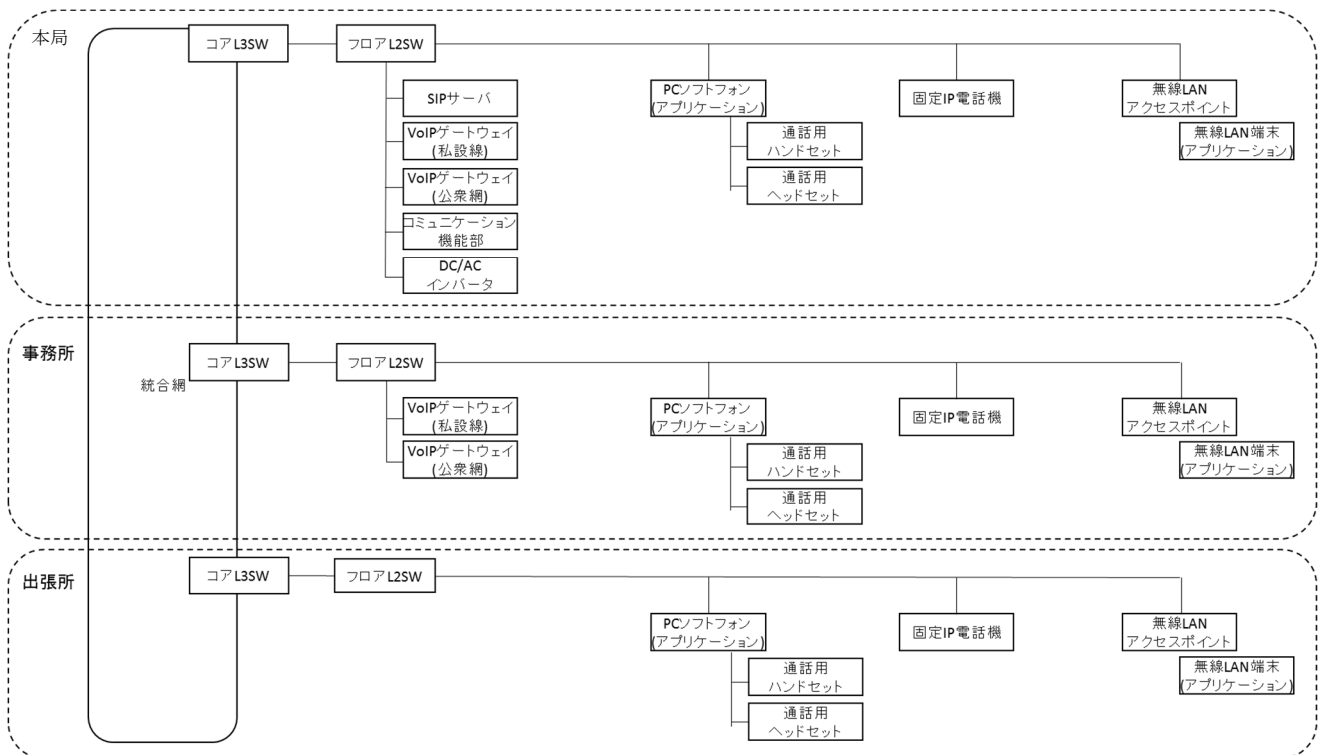 本局
コアL3SW
フロアL2SW
SIPサーバ
VoIPゲートウェイ
(私設線)
VoIPゲートウェイ
(公衆網)
コミュニケーション
機能部
DC/AC
インバータ
PCソフトフォン
(アプリケーション)
通話用
ハンドセット
通話用
ヘッドセット
固定IP電話機
無線LAN
アクセスポイント
無線LAN端末
(アプリケーション)
事務所
統合網
コアL3SW
フロアL2SW
VoIPゲートウェイ
(私設線)
VoIPゲートウェイ
(公衆網)
PCソフトフォン
(アプリケーション)
通話用
ハンドセット
通話用
ヘッドセット
固定IP電話機
無線LAN
アクセスポイント
無線LAN端末
(アプリケーション)
出張所
コアL3SW
フロアL2SW
PCソフトフォン
(アプリケーション)
通話用
ハンドセット
通話用
ヘッドセット
固定IP電話機
無線LAN
アクセスポイント
無線LAN端末
(アプリケーション)